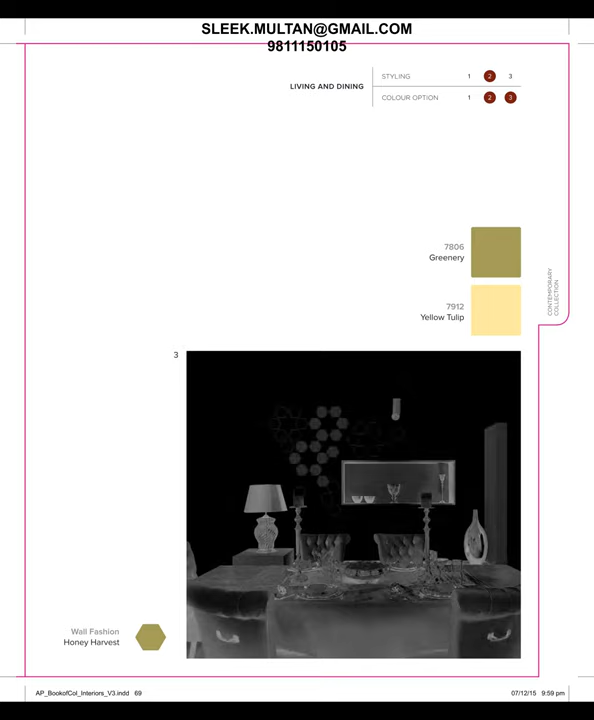 SLEEK.MULTAN@GMAIL.COM
9811150105
LIVING AND DINING
STYLING 1 2 3
COLOUR OPTION 1 2 3
7806
Greenery
7912
Yellow Tulip
CONTEMPORARY
COLLECTION
3
Wall Fashion
Honey Harvest
AP_BookofCol_Interiors_V3.indd 69
07/12/15 9:59 pm